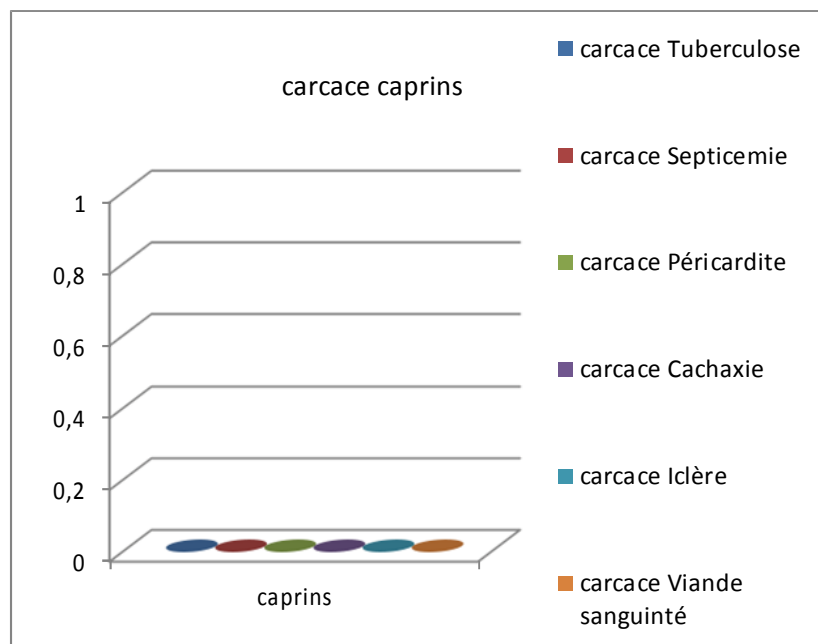 carcace caprins
1
0,8
0,6
0,4
0,2
0
caprins
carcace Tuberculose
carcace Septicemie
carcace Péricardite
carcace Cachaxie
carcace Iclère
carcace Viande
sanguinté